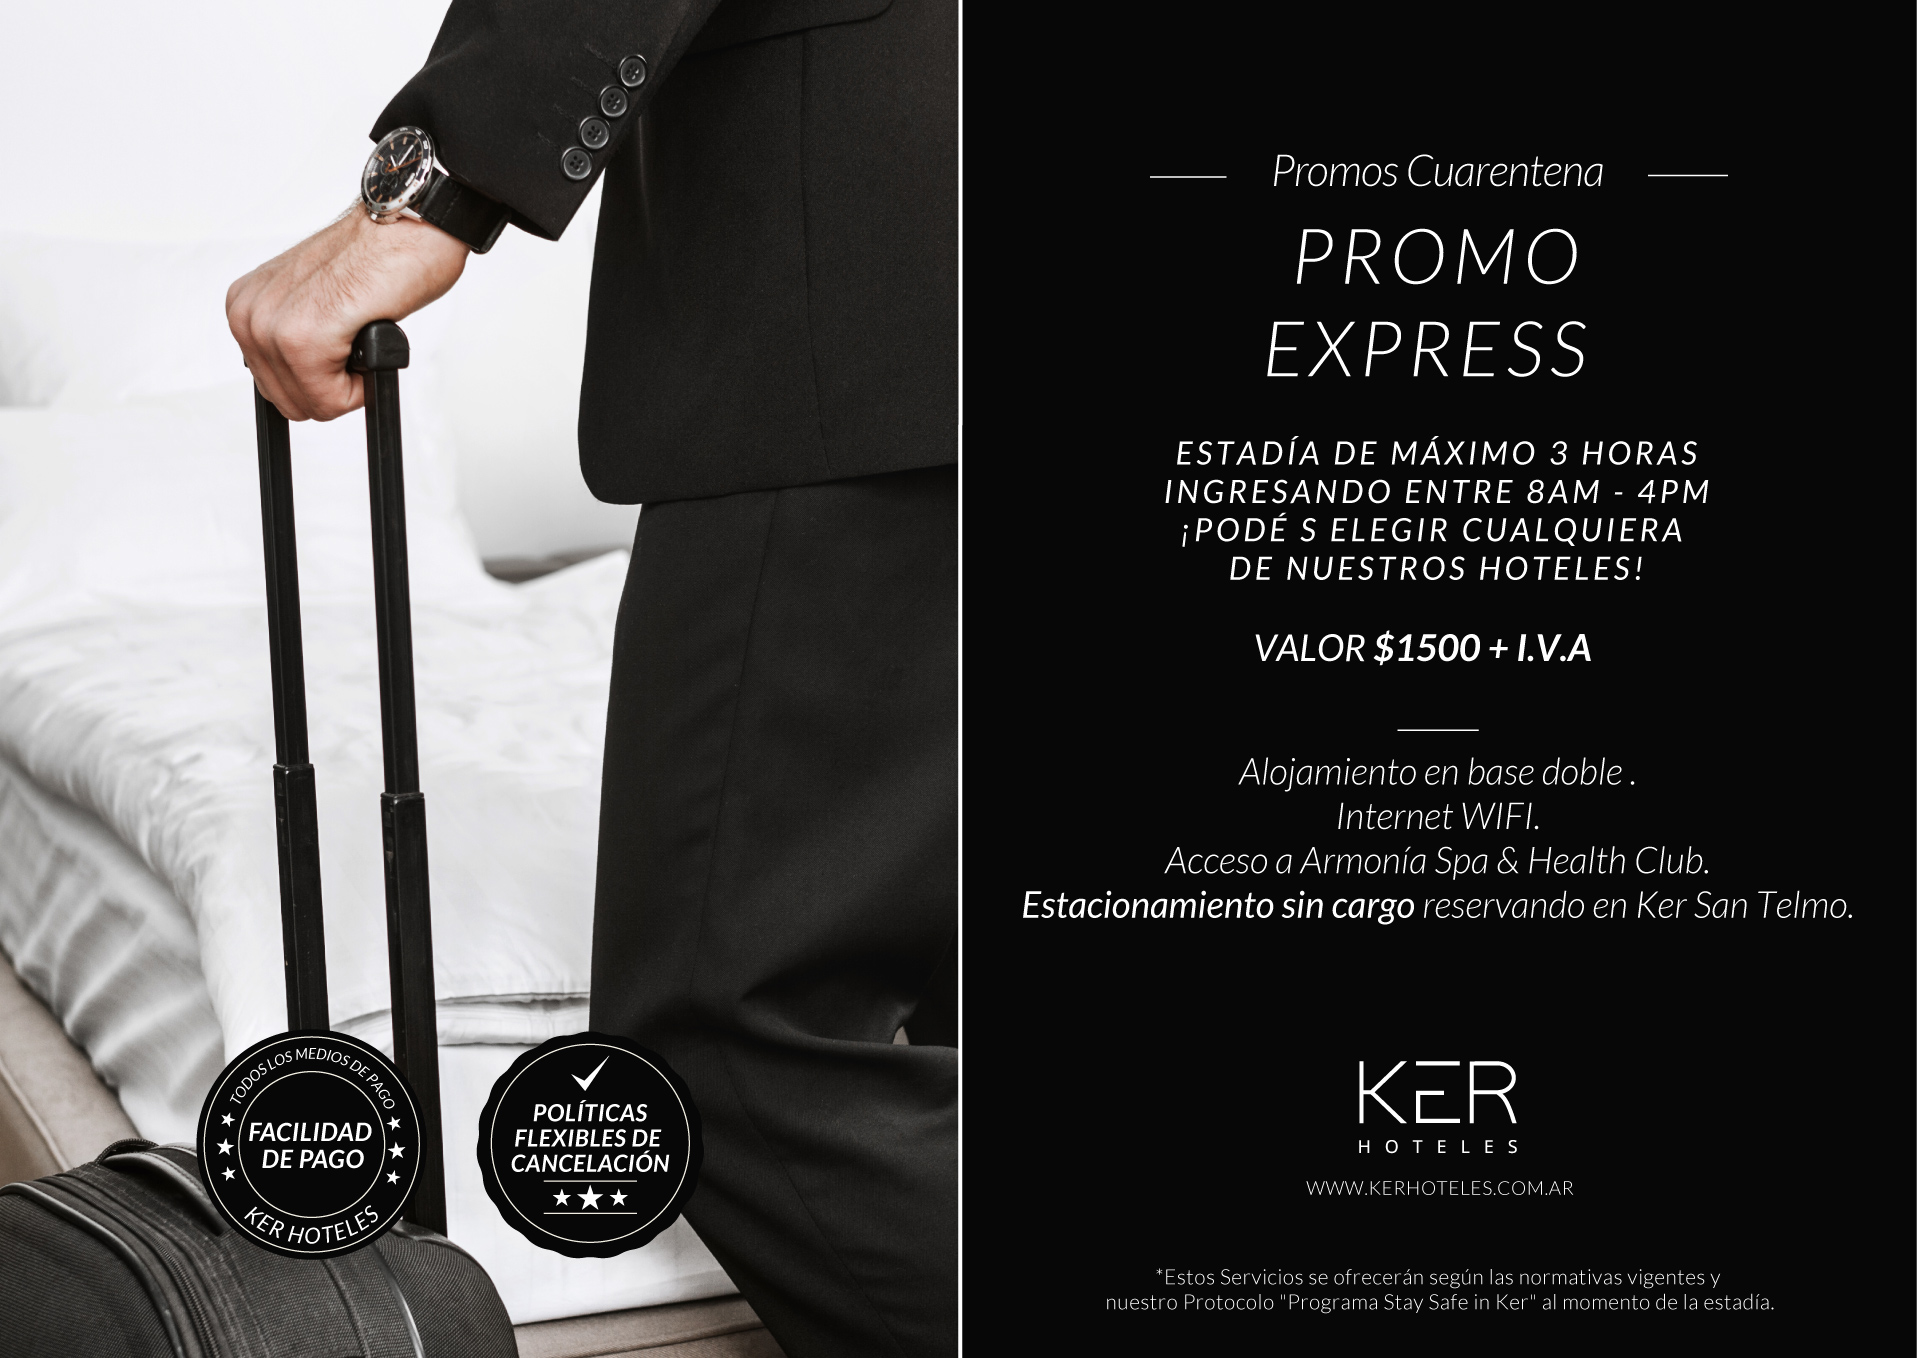 Promos Cuarentena
PROMO
EXPRESS
ESTADÍA DE MÁXIMO 3 HORAS
INGRESANDO ENTRE 8AM - 4PM
¡PODÉ S ELEGIR CUALQUIERA
DE NUESTROS HOTELES!
VALOR $1500 + I.V.A
Alojamiento en base doble .
Internet WIFI.
Acceso a Armonía Spa & Health Club.
Estacionamiento sin cargo reservando en Ker San Telmo.
TODOS LOS MEDIOS DE PAGO
FACILIDAD
DE PAGO
KER HOTELES
POLÍTICAS
FLEXIBLES DE
CANCELACIÓN
KER
HOTELES
WWW.KERHOTELES.COM.AR
*Estos Servicios se ofrecerán según las normativas vigentes y
nuestro Protocolo "Programa Stay Safe in Ker" al momento de la estadía.